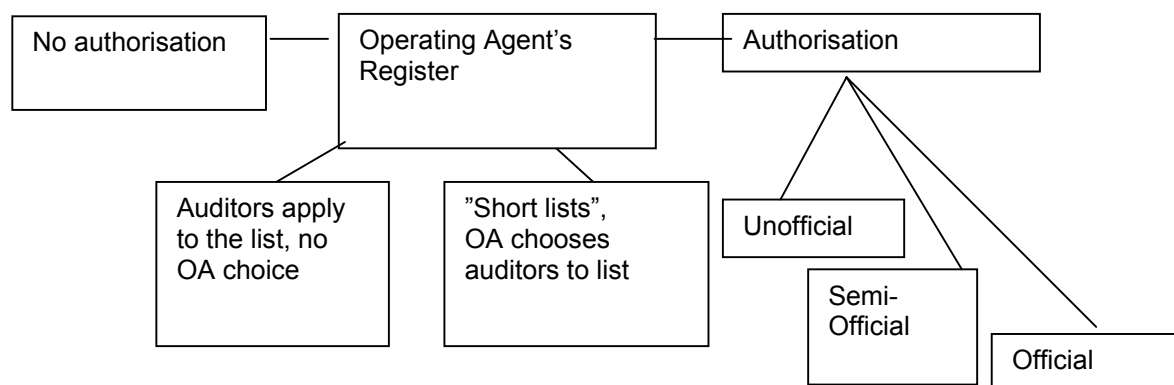 No authorisation
Operating Agent’s
Register
Authorisation
Auditors apply
to the list, no
OA choice
”Short lists”,
OA chooses
auditors to list
Unofficial
Semi-
Official
Official